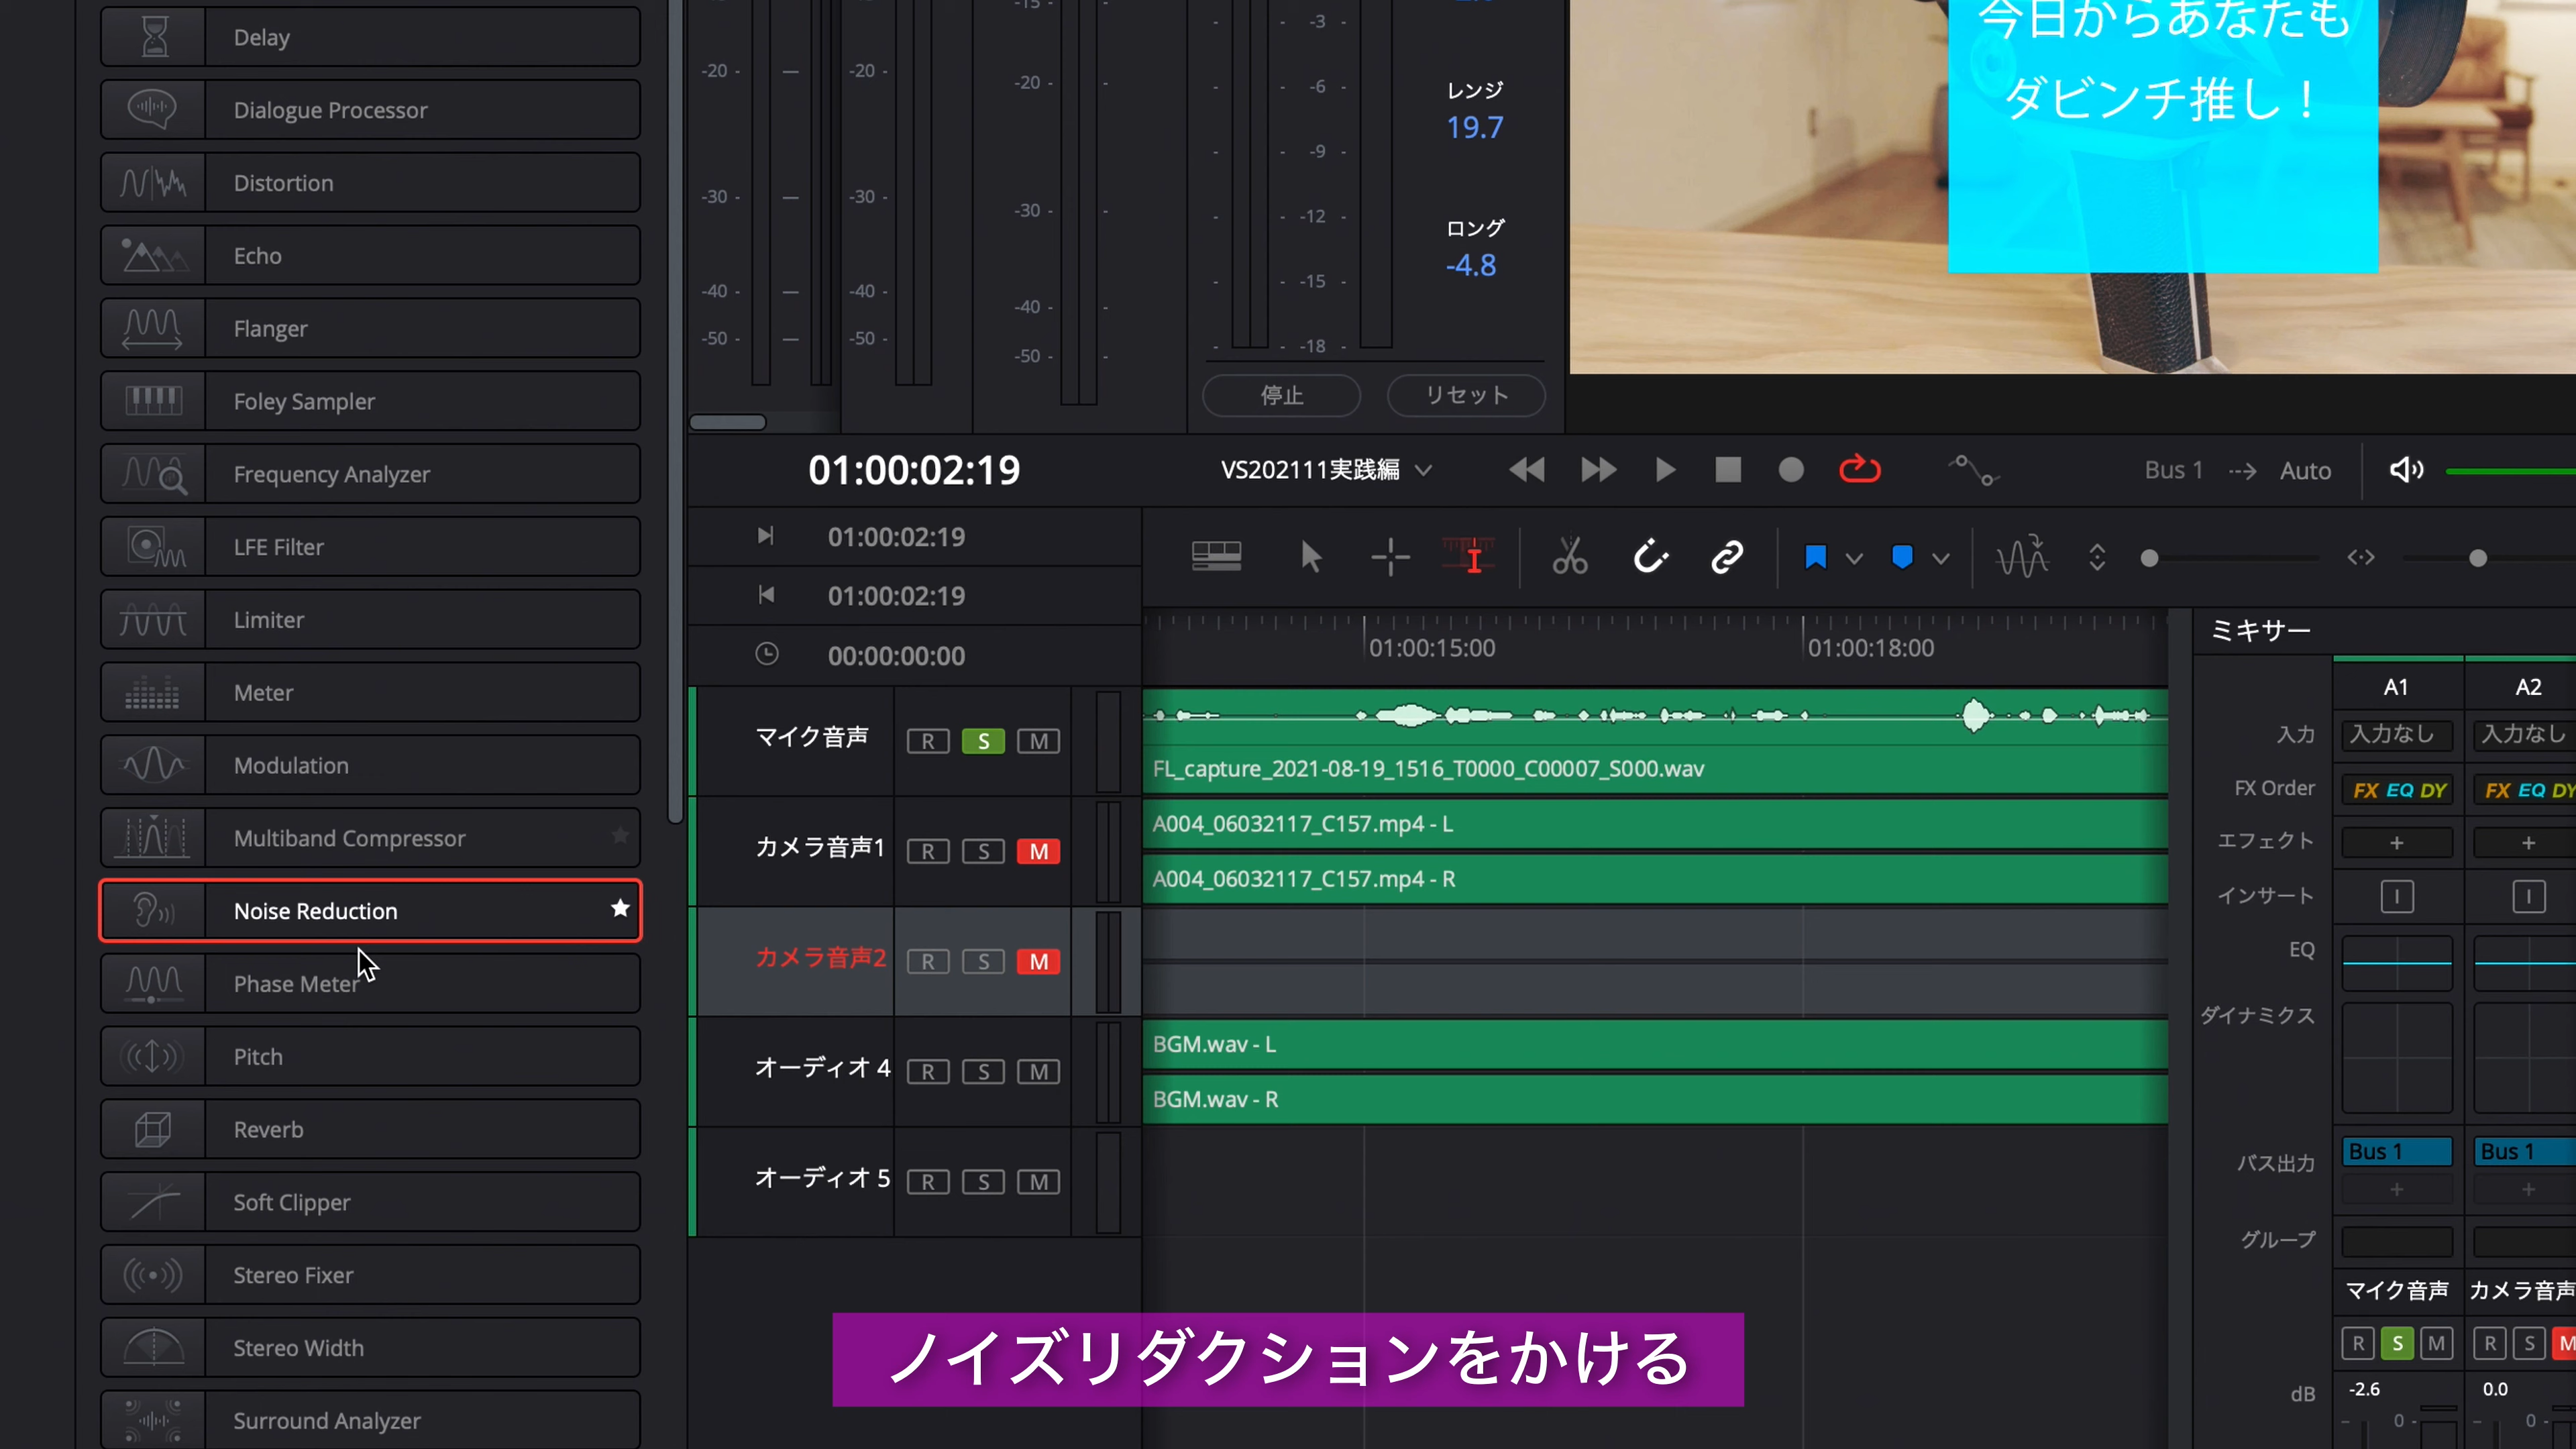 Delay
Dialogue Processor
Distortion
Echo
Flanger
Foley Sampler
Frequency Analyzer
LFE Filter
Limiter
Meter
Modulation
Multiband Compressor
Noise Reduction
Phase Meter
Pitch
Reverb
Soft Clipper
Stereo Fixer
Stereo Width
Surround Analyzer
-20
-30
-40
-50
-20
-30
-40
-50
-15
-20
-30
-40
-50
-3
-6
-9
-12
-15
-18
レンジ
19.7
ロング
-4.8
停止
リセット
今日からあなたも
ダビンチ推し！
01:00:02:19
VS202111実践編
Bus 1
Auto
01:00:02:19
01:00:02:19
00:00:00:00
01:00:15:00
01:00:18:00
マイク音声
R S M
FL_capture_2021-08-19_1516_T0000_C00007_S000.wav
カメラ音声1
R S M
A004_06032117_C157.mp4 - L
A004_06032117_C157.mp4 - R
カメラ音声2
R S M
オーディオ 4
R S M
BGM.wav - L
BGM.wav - R
オーディオ 5
R S M
ミキサー
A1 A2
入力 入力なし 入力なし
FX Order FX EQ DY FX EQ DY
エフェクト + +
インサート I I
EQ
ダイナミクス
バス出力 Bus 1 Bus 1
+ +
グループ
マイク音声 カメラ音声
R S M R S M
dB -2.6 0.0
0 0
ノイズリダクションをかける